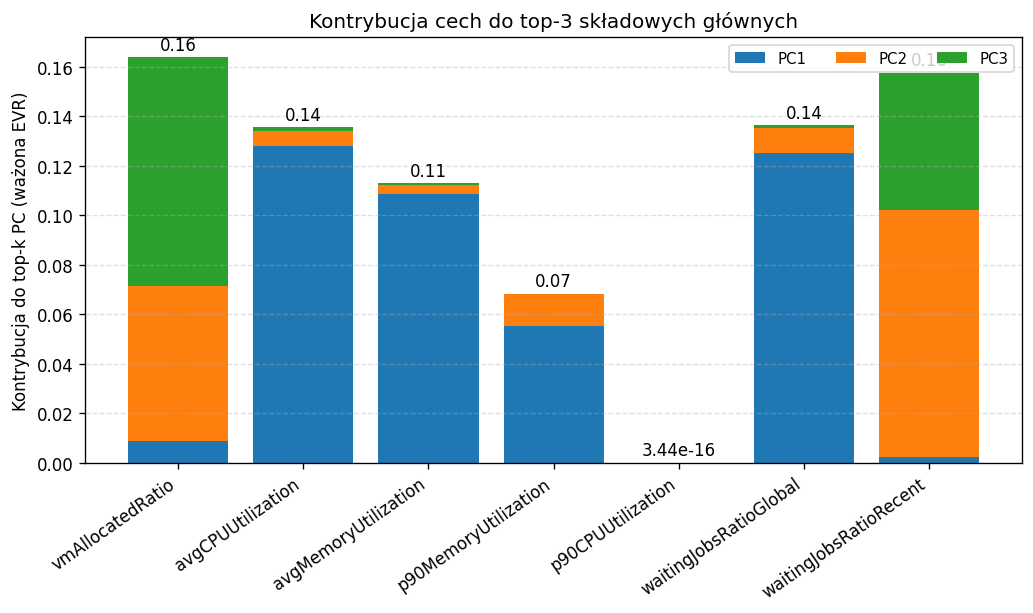 Kontrybucja cech do top-3 składowych głównych
Kontrybucja do top-k PC (ważona EVR)
0.16
0.14
0.12
0.10
0.08
0.06
0.04
0.02
0.00
PC1 PC2 PC3
0.16
0.14
0.11
0.07
3.44e-16
0.14
0.16
vmAllocatedRatio
avgCPUUtilization
avgMemoryUtilization
p90MemoryUtilization
p90CPUUtilization
waitingJobsRatioGlobal
waitingJobsRatioRecent